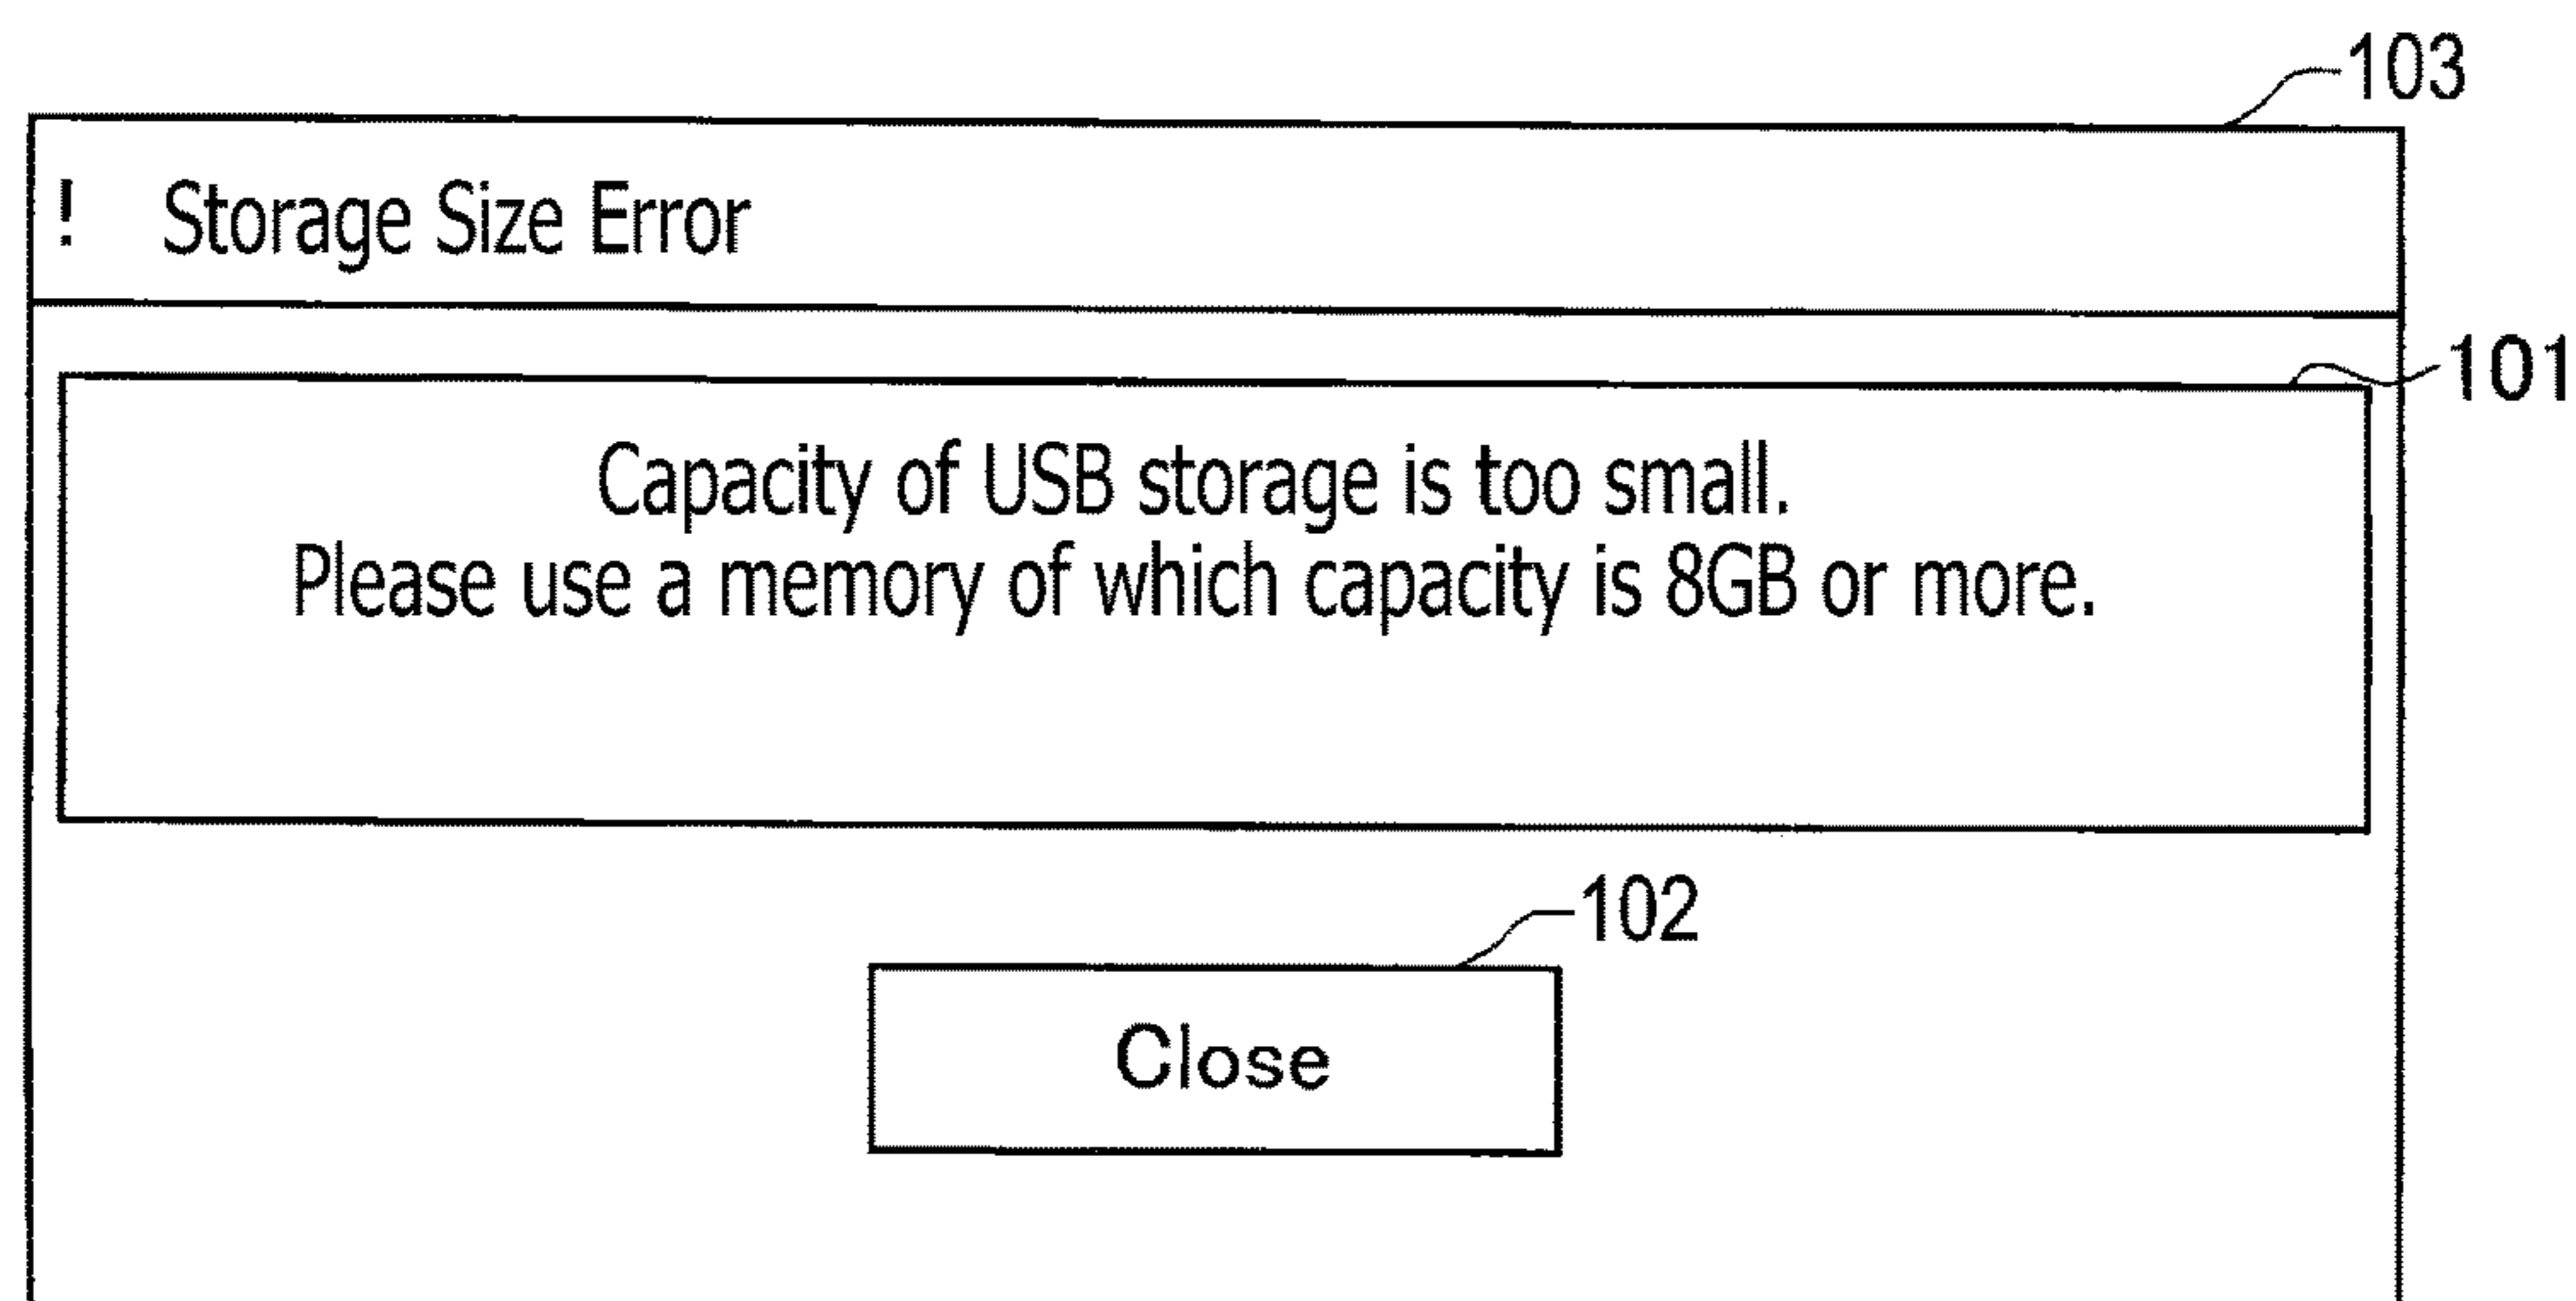 103
! Storage Size Error
101
Capacity of USB storage is too small.
Please use a memory of which capacity is 8GB or more.
102
Close